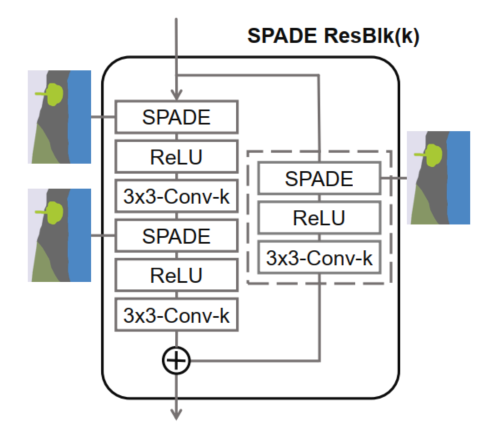 SPADE ResBlk(k)
SPADE
ReLU
3x3-Conv-k
SPADE
ReLU
3x3-Conv-k
SPADE
ReLU
3x3-Conv-k